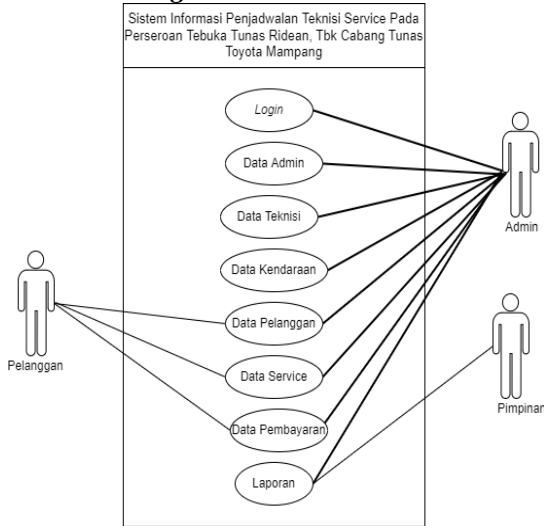 Sistem Informasi Penjadwalan Teknisi Service Pada
Perseroan Tebuka Tunas Ridean, Tbk Cabang Tunas
Toyota Mampang
Login
Data Admin
Data Teknisi
Admin
Data Kendaraan
Data Pelanggan
Pelanggan
Data Service
Pimpinan
Data Pembayaran
Laporan